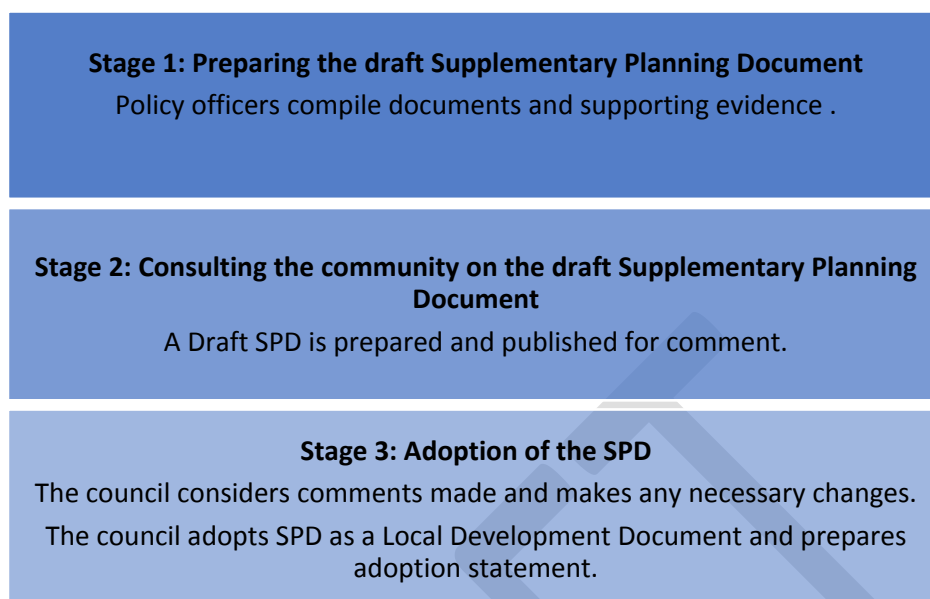 Stage 1: Preparing the draft Supplementary Planning Document
Policy officers compile documents and supporting evidence .
Stage 2: Consulting the community on the draft Supplementary Planning
Document
A Draft SPD is prepared and published for comment.
Stage 3: Adoption of the SPD
The council considers comments made and makes any necessary changes.
The council adopts SPD as a Local Development Document and prepares
adoption statement.